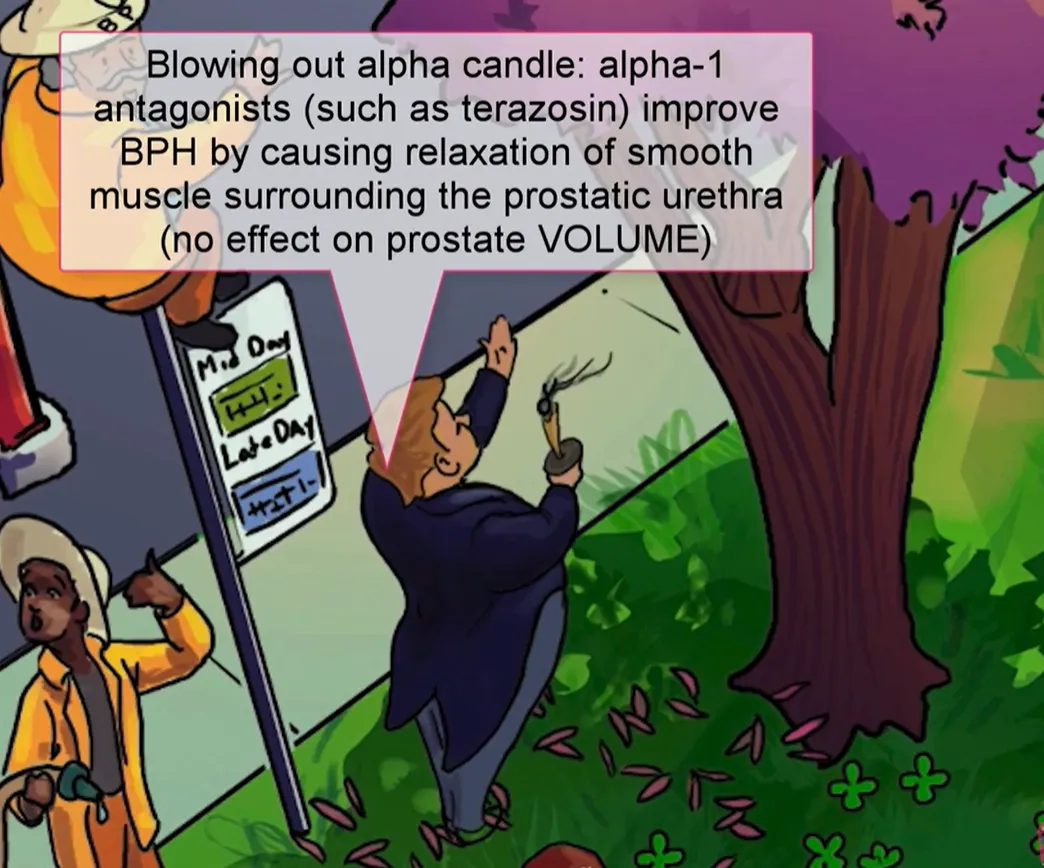 Blowing out alpha candle: alpha-1
antagonists (such as terazosin) improve
BPH by causing relaxation of smooth
muscle surrounding the prostatic urethra
(no effect on prostate VOLUME)
Mid Day
Late DAY